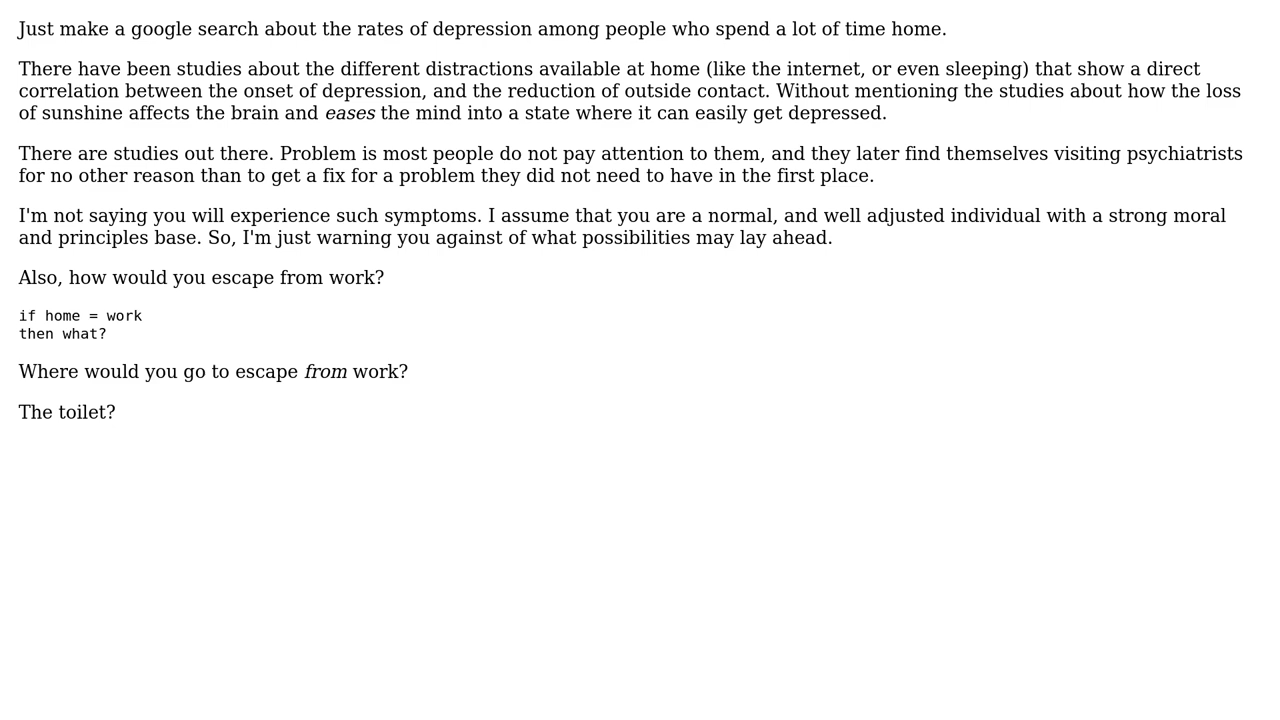 Just make a google search about the rates of depression among people who spend a lot of time home.
There have been studies about the different distractions available at home (like the internet, or even sleeping) that show a direct
correlation between the onset of depression, and the reduction of outside contact. Without mentioning the studies about how the loss
of sunshine affects the brain and eases the mind into a state where it can easily get depressed.
There are studies out there. Problem is most people do not pay attention to them, and they later find themselves visiting psychiatrists
for no other reason than to get a fix for a problem they did not need to have in the first place.
I'm not saying you will experience such symptoms. I assume that you are a normal, and well adjusted individual with a strong moral
and principles base. So, I'm just warning you against of what possibilities may lay ahead.
Also, how would you escape from work?
if home = work
then what?
Where would you go to escape from work?
The toilet?